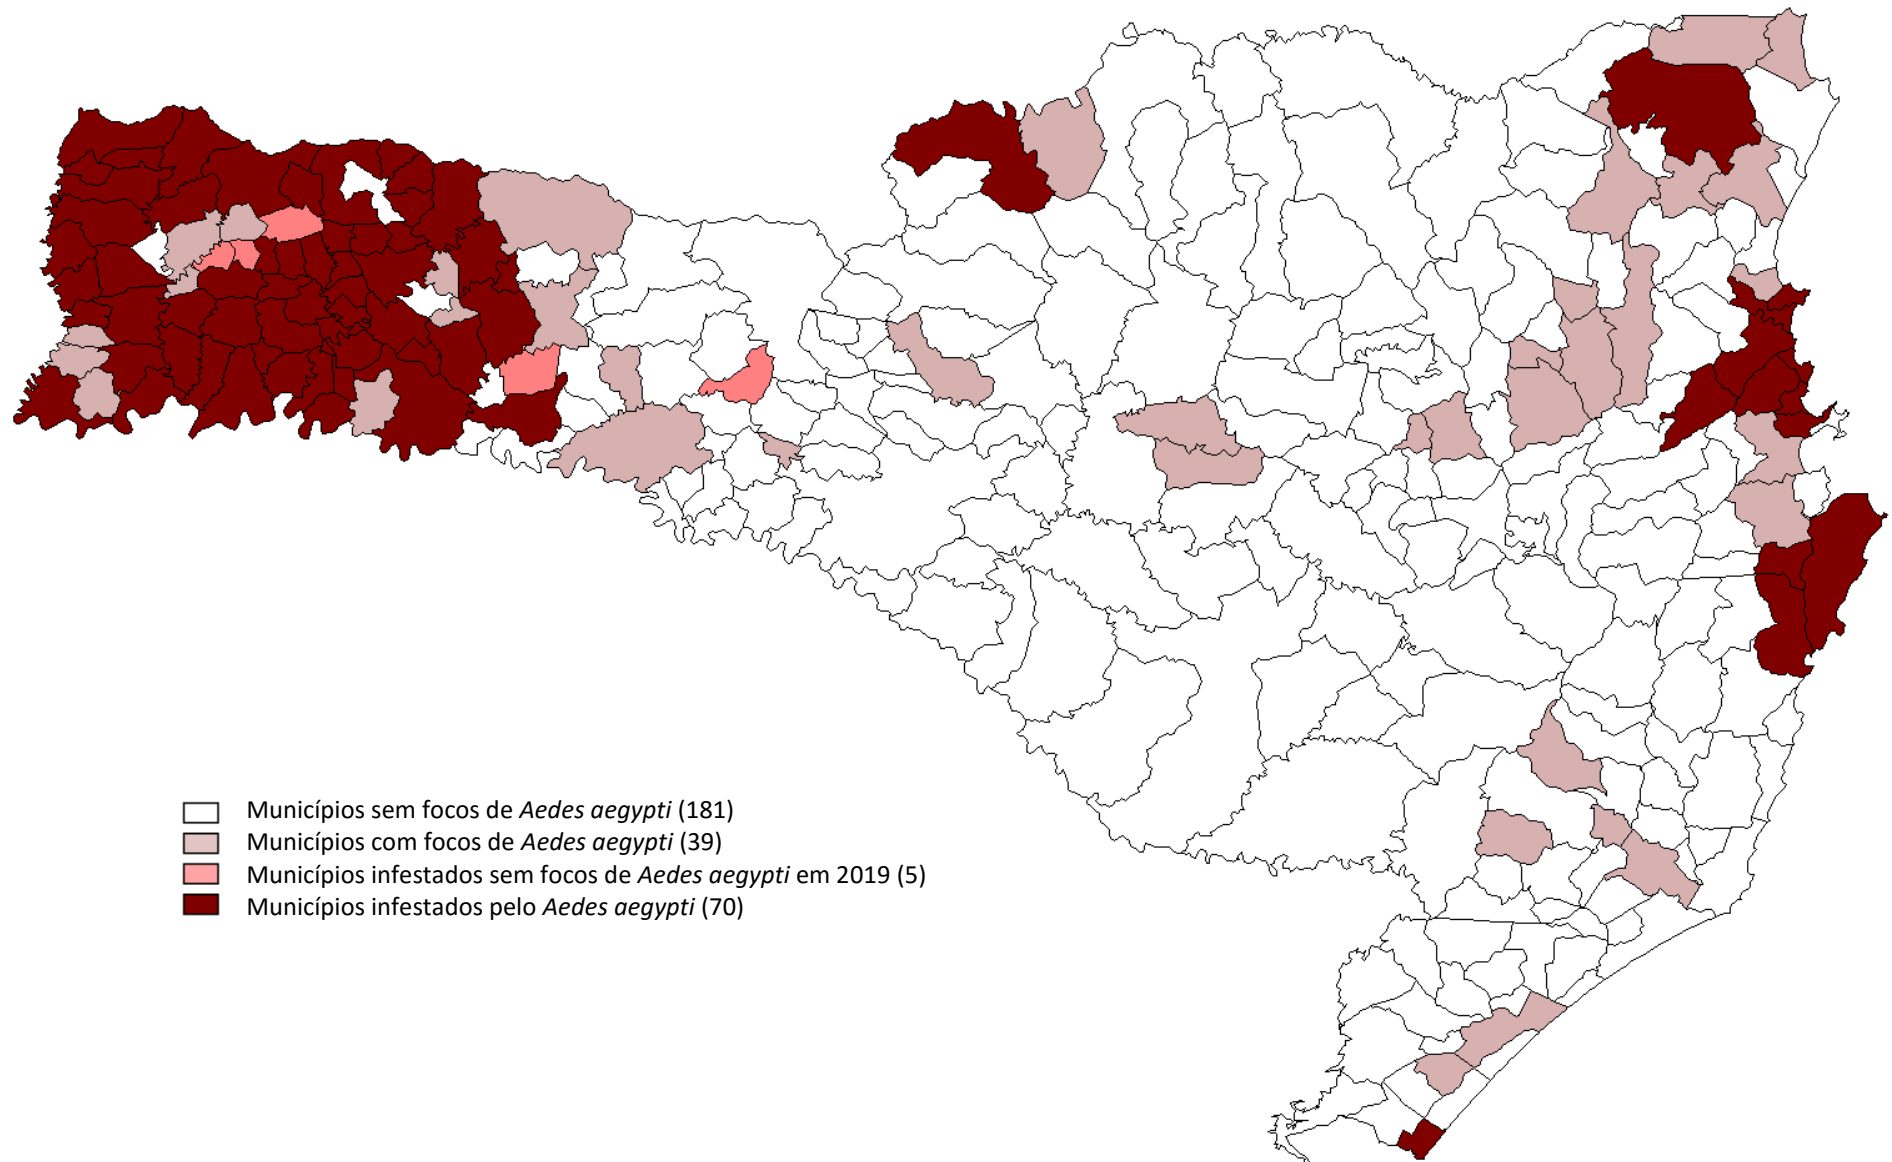 Municípios sem focos de Aedes aegypti (181)
Municípios com focos de Aedes aegypti (39)
Municípios infestados sem focos de Aedes aegypti em 2019 (5)
Municípios infestados pelo Aedes aegypti (70)